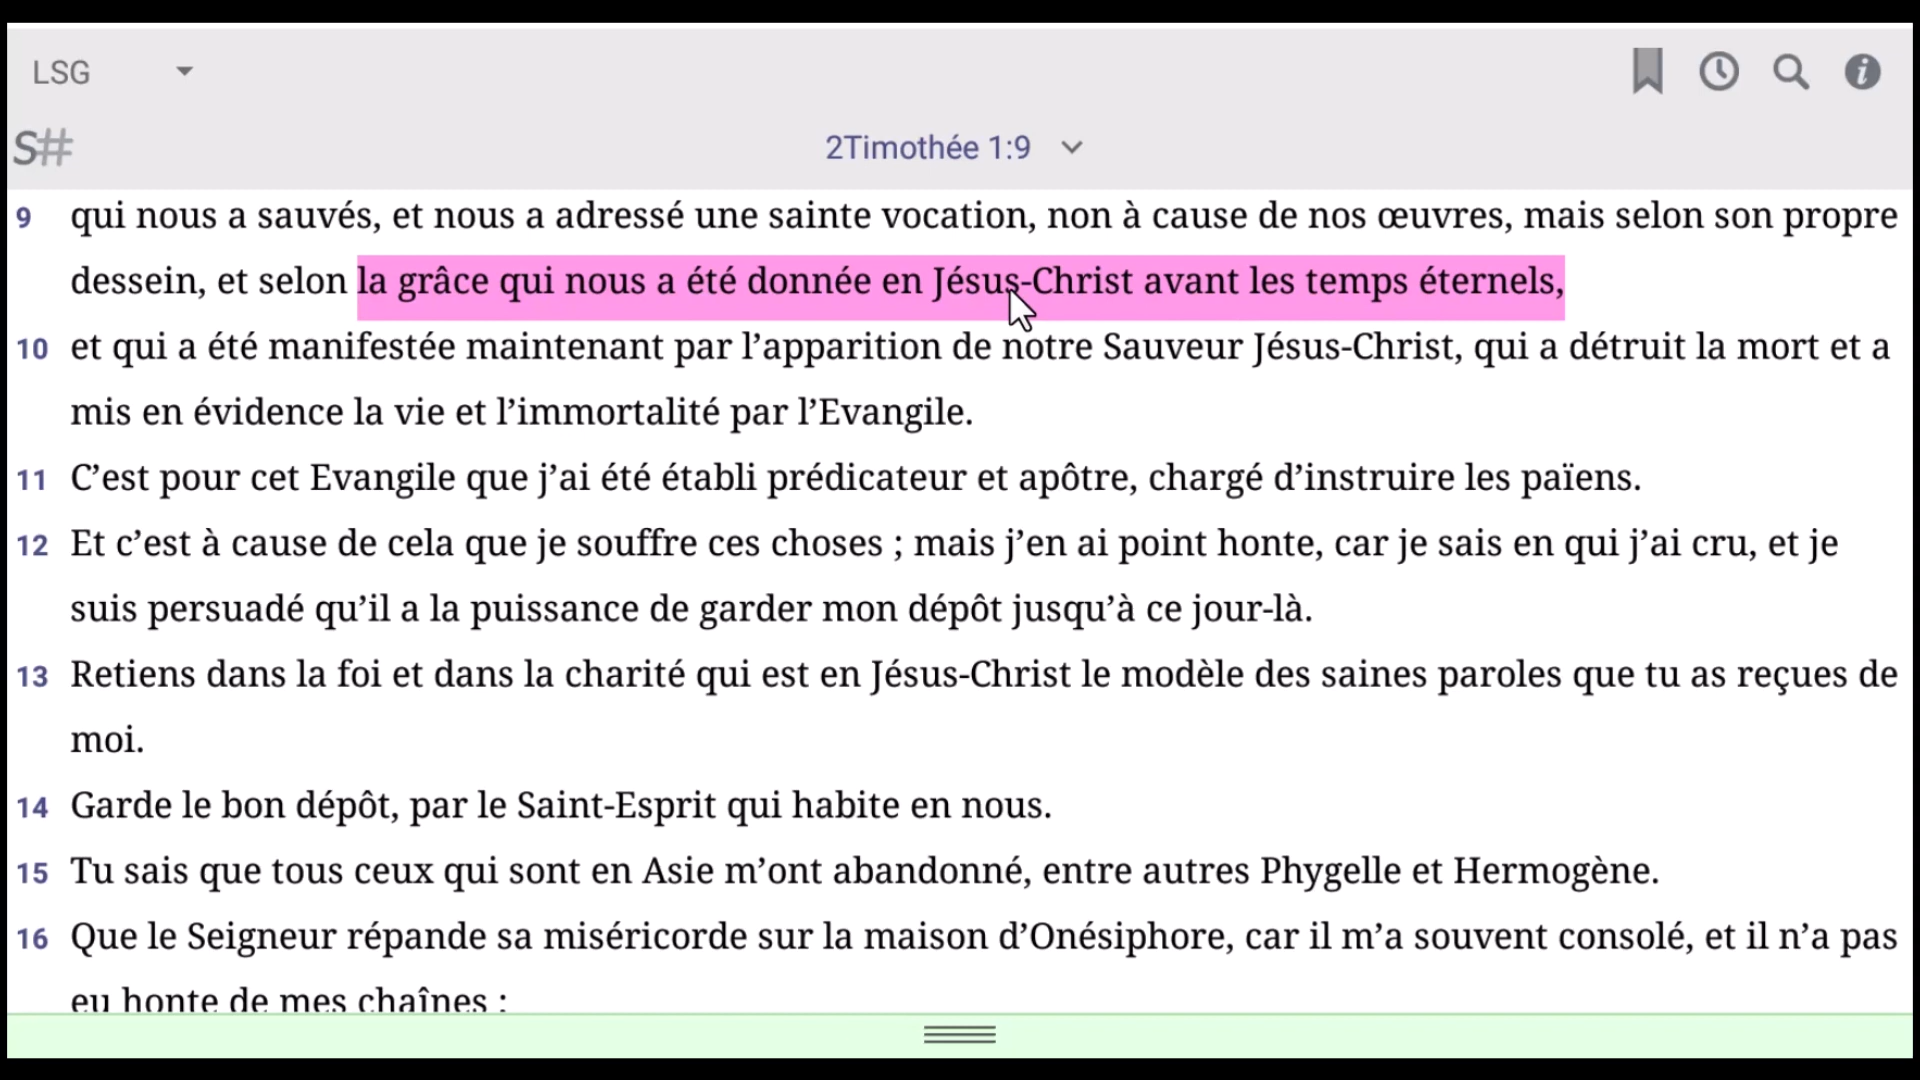 LSG
S#
2Timothée 1:9
9 qui nous a sauvés, et nous a adressé une sainte vocation, non à cause de nos œuvres, mais selon son propre
dessein, et selon la grâce qui nous a été donnée en Jésus-Christ avant les temps éternels,
10 et qui a été manifestée maintenant par l’apparition de notre Sauveur Jésus-Christ, qui a détruit la mort et a
mis en évidence la vie et l’immortalité par l’Evangile.
11 C’est pour cet Evangile que j’ai été établi prédicateur et apôtre, chargé d’instruire les païens.
12 Et c’est à cause de cela que je souffre ces choses ; mais j’en ai point honte, car je sais en qui j’ai cru, et je
suis persuadé qu’il a la puissance de garder mon dépôt jusqu’à ce jour-là.
13 Retiens dans la foi et dans la charité qui est en Jésus-Christ le modèle des saines paroles que tu as reçues de
moi.
14 Garde le bon dépôt, par le Saint-Esprit qui habite en nous.
15 Tu sais que tous ceux qui sont en Asie m’ont abandonné, entre autres Phygelle et Hermogène.
16 Que le Seigneur répande sa miséricorde sur la maison d’Onésiphore, car il m’a souvent consolé, et il n’a pas
eu honte de mes chaînes ;